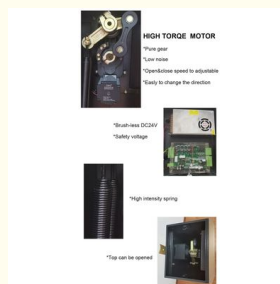 HIGH TORQE MOTOR
*Pure gear
*Low noise
*Open&close speed to adjustable
*Easly to change the direction
*Brush-less DC24V
*Safety voltage
*High intensity spring
*Top can be opened